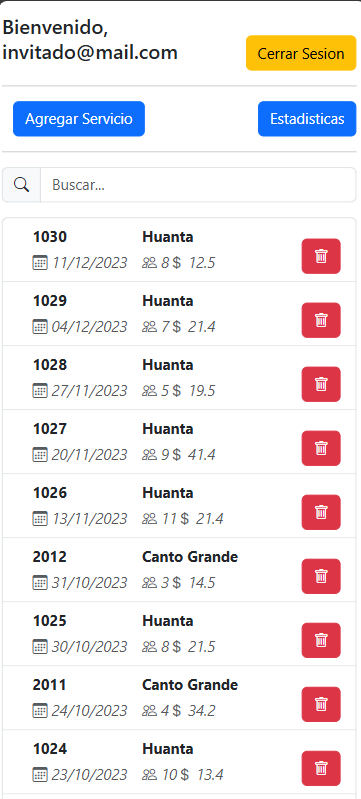 Bienvenido,
invitado@mail.com
Cerrar Sesion
Agregar Servicio Estadisticas
Buscar...
1030 Huanta
11/12/2023 8 $ 12.5
1029 Huanta
04/12/2023 7 $ 21.4
1028 Huanta
27/11/2023 5 $ 19.5
1027 Huanta
20/11/2023 9 $ 41.4
1026 Huanta
13/11/2023 11 $ 21.4
2012 Canto Grande
31/10/2023 3 $ 14.5
1025 Huanta
30/10/2023 8 $ 21.5
2011 Canto Grande
24/10/2023 4 $ 34.2
1024 Huanta
23/10/2023 10 $ 13.4